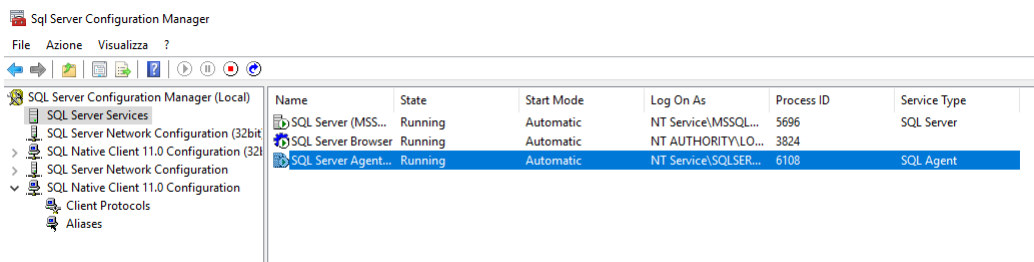 Sql Server Configuration Manager
File Azione Visualizza ?
SQL Server Configuration Manager (Local)
SQL Server Services
SQL Server Network Configuration (32bit
SQL Native Client 11.0 Configuration (32b
SQL Server Network Configuration
SQL Native Client 11.0 Configuration
Client Protocols
Aliases
Name State Start Mode Log On As Process ID Service Type
SQL Server (MSS... Running Automatic NT Service\MSSQL... 5696 SQL Server
SQL Server Browser Running Automatic NT AUTHORITY\LO... 3824
SQL Server Agent... Running Automatic NT Service\SQLSER... 6108 SQL Agent